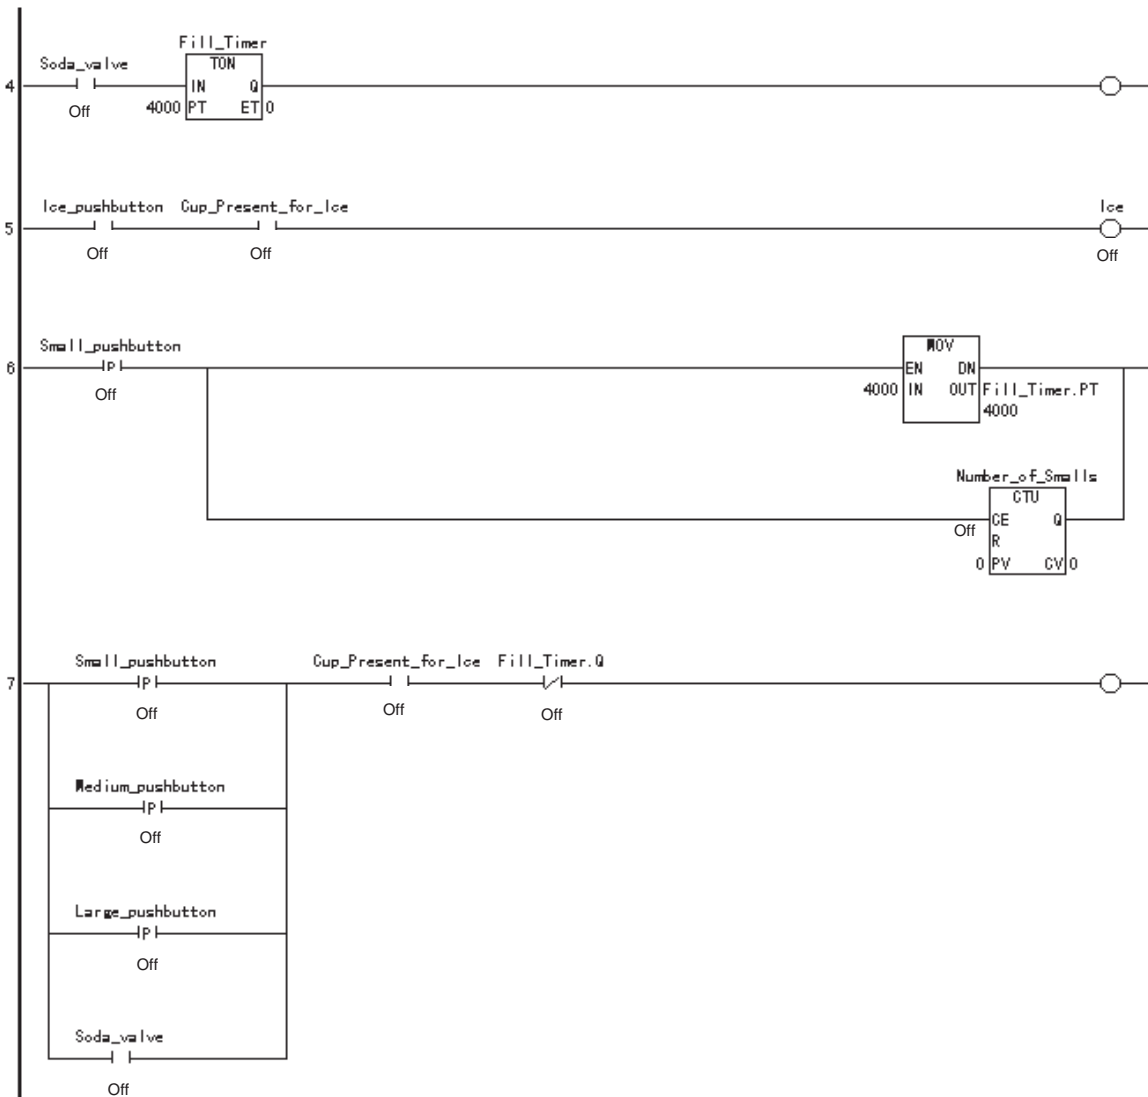 Fill_Timer
Soda_valve
TON
4
IN Q
Off
4000 PT ET 0
Ice_pushbutton Cup_Present_for_Ice Ice
5
Off Off Off
Small_pushbutton
MOV
6
P
EN DN
Off
4000 IN OUT Fill_Timer.PT
4000
Number_of_Smalls
CTU
CE Q
Off
R
0 PV CV 0
Small_pushbutton Cup_Present_for_Ice Fill_Timer.Q
7
P
Off Off Off
Medium_pushbutton
P
Off
Large_pushbutton
P
Off
Soda_valve
Off